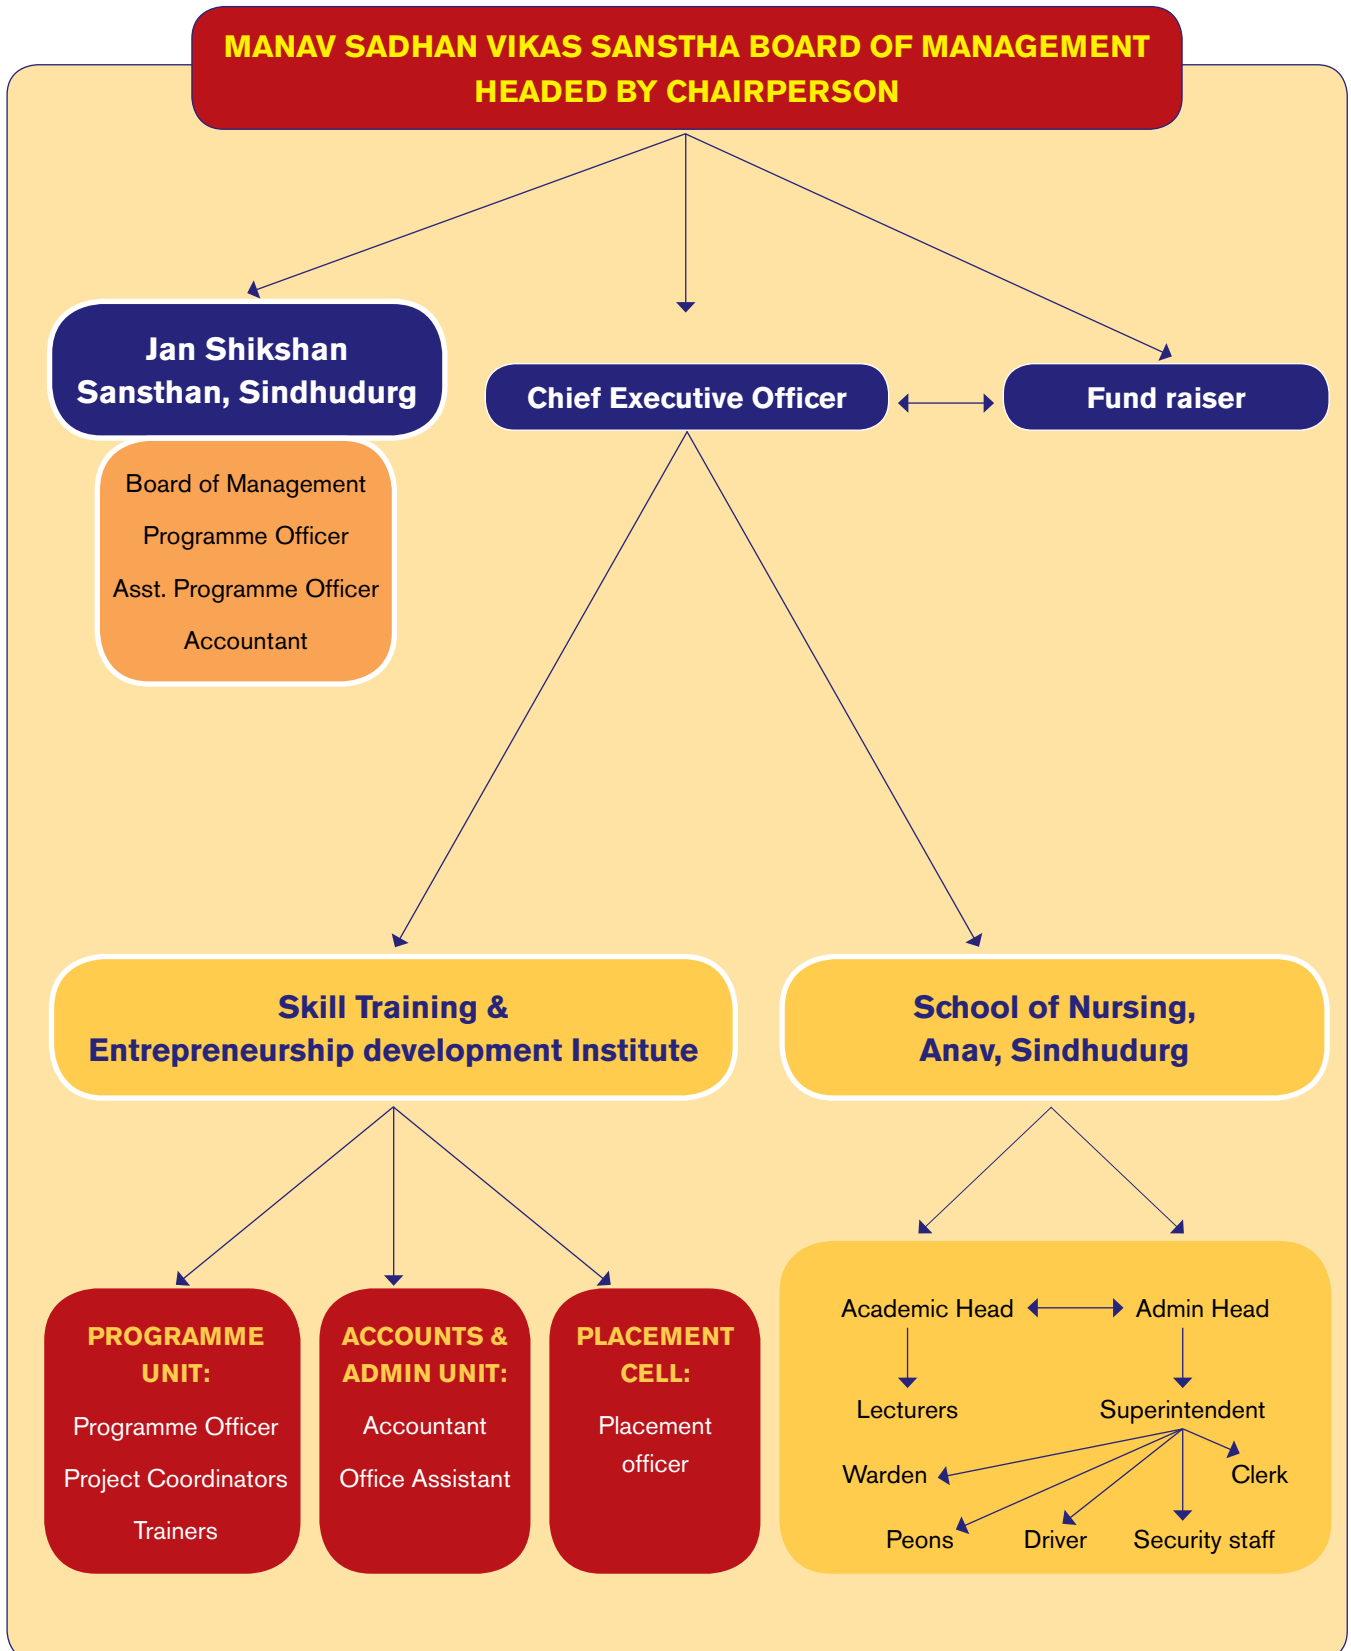 MANAV SADHAN VIKAS SANSTHA BOARD OF MANAGEMENT
HEADED BY CHAIRPERSON
Jan Shikshan
Sansthan, Sindhudurg
Board of Management
Programme Officer
Asst. Programme Officer
Accountant
Chief Executive Officer
Fund raiser
Skill Training &
Entrepreneurship development Institute
School of Nursing,
Anav, Sindhudurg
PROGRAMME
UNIT:
Programme Officer
Project Coordinators
Trainers
ACCOUNTS &
ADMIN UNIT:
Accountant
Office Assistant
PLACEMENT
CELL:
Placement
officer
Academic Head
Admin Head
Lecturers
Superintendent
Warden
Clerk
Peons
Driver
Security staff